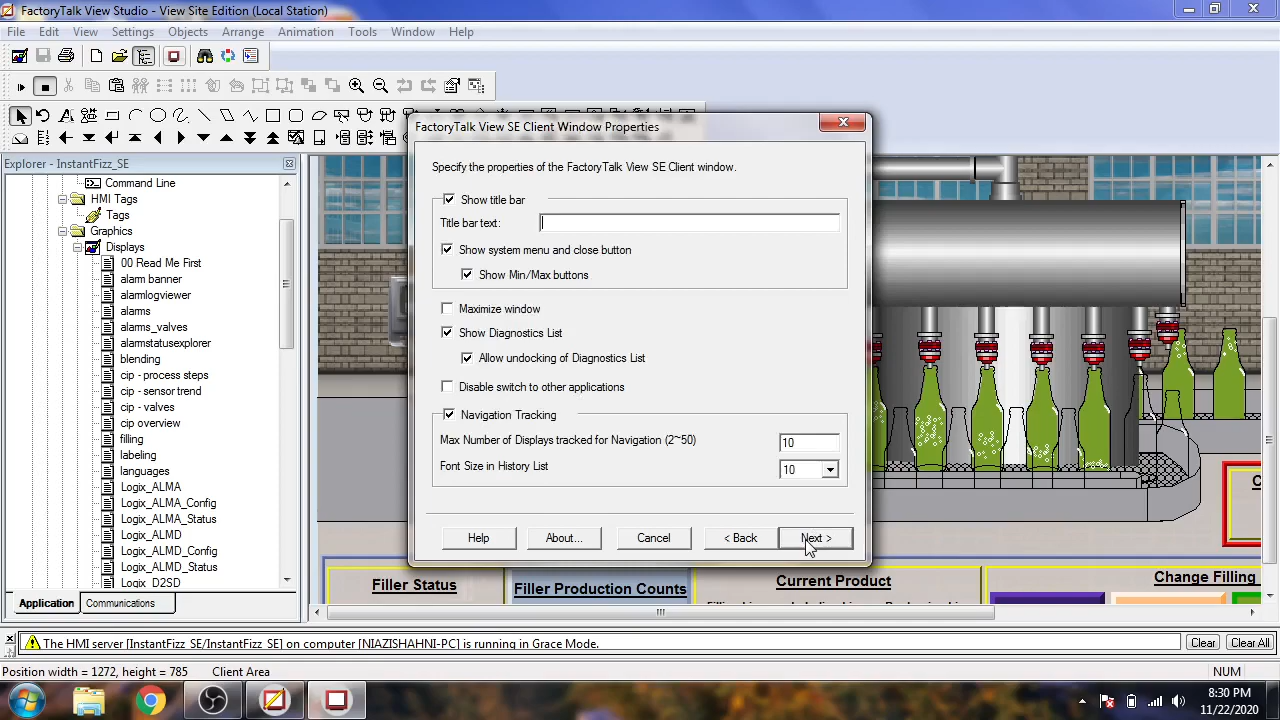 FactoryTalk View Studio - View Site Edition (Local Station)
File Edit View Settings Objects Arrange Animation Tools Window Help
Explorer - InstantFizz_SE
Command Line
HMI Tags
Tags
Graphics
Displays
00 Read Me First
alarm banner
alarmlogviewer
alarms
alarms_valves
alarmstatusexplorer
blending
cip - process steps
cip - sensor trend
cip - valves
cip overview
filling
labeling
languages
Logix_ALMA
Logix_ALMA_Config
Logix_ALMA_Status
Logix_ALMD
Logix_ALMD_Config
Logix_ALMD_Status
Logix_D2SD
Application Communications
FactoryTalk View SE Client Window Properties
Specify the properties of the FactoryTalk View SE Client window.
Show title bar
Title bar text:
Show system menu and close button
Show Min/Max buttons
Maximize window
Show Diagnostics List
Allow undocking of Diagnostics List
Disable switch to other applications
Navigation Tracking
Max Number of Displays tracked for Navigation (2~50) 10
Font Size in History List 10
Help About... Cancel < Back Next >
Filler Status
Filler Production Counts
Current Product
Change Filling
The HMI server [InstantFizz_SE/InstantFizz_SE] on computer [NIAZISHAHNI-PC] is running in Grace Mode.
Clear Clear All
Position width = 1272, height = 785 Client Area NUM
8:30 PM
11/22/2020